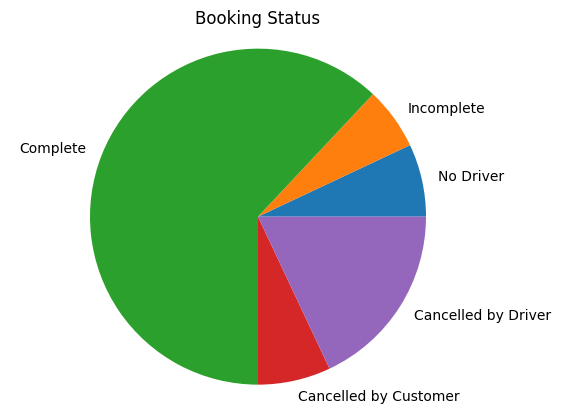 Booking Status
Incomplete
Complete
No Driver
Cancelled by Driver
Cancelled by Customer